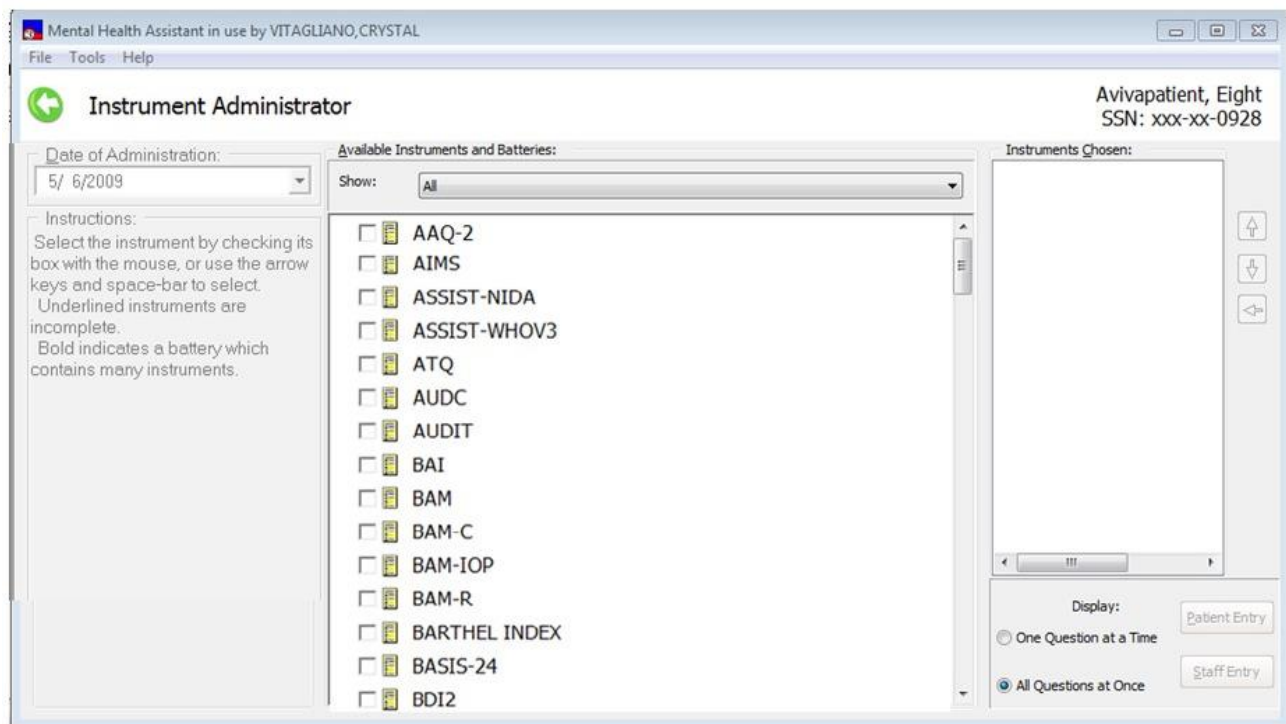 Mental Health Assistant in use by VITAGLIANO,CRYSTAL
File Tools Help
Instrument Administrator
Avivapatient, Eight
SSN: xxx-xx-0928
Date of Administration:
5/ 6/2009
Instructions:
Select the instrument by checking its
box with the mouse, or use the arrow
keys and space-bar to select.
Underlined instruments are
incomplete.
Bold indicates a battery which
contains many instruments.
Available Instruments and Batteries:
Show: All
AAQ-2
AIMS
ASSIST-NIDA
ASSIST-WHOV3
ATQ
AUDC
AUDIT
BAI
BAM
BAM-C
BAM-IOP
BAM-R
BARTHEL INDEX
BASIS-24
BDI2
Instruments Chosen:
Display:
One Question at a Time
All Questions at Once
Patient Entry
Staff Entry